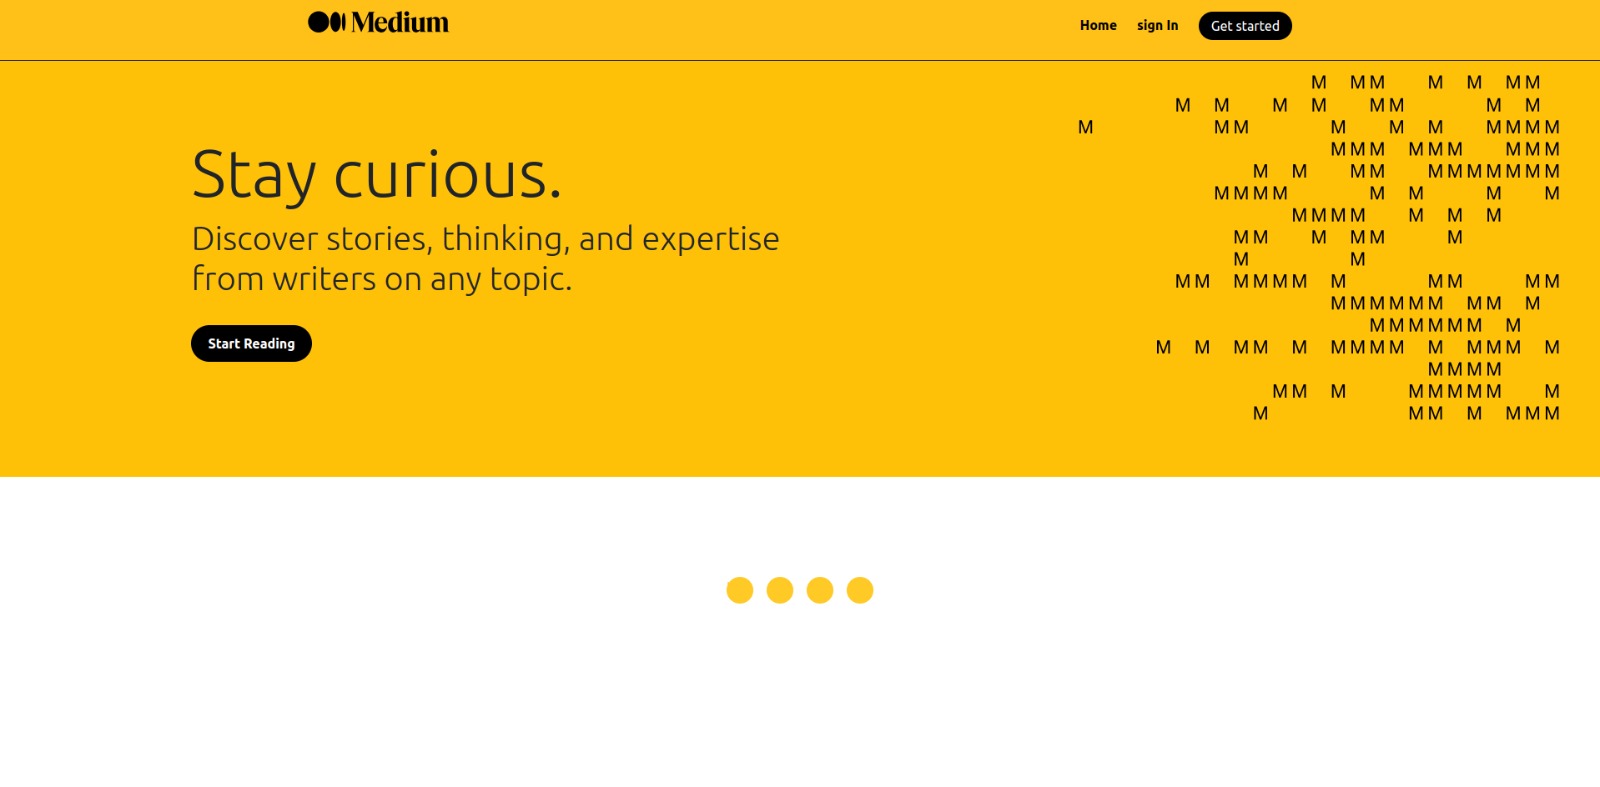 Medium
Home
sign In
Get started
Stay curious.
Discover stories, thinking, and expertise
from writers on any topic.
Start Reading
M MM M M MM
M M M M MM M M
M MM M M M MMMM
MMM MMM MMM
M M MM MMMMMMM
MMMM M M M M
MMMM M M M
MM M MM M
M M
MM MMMM M MM MM
MMMMMM MM M
MMMMMM M
M M MM M MMMM M MMM M
MMMM
MM M MMMMM M
M MM M MMM